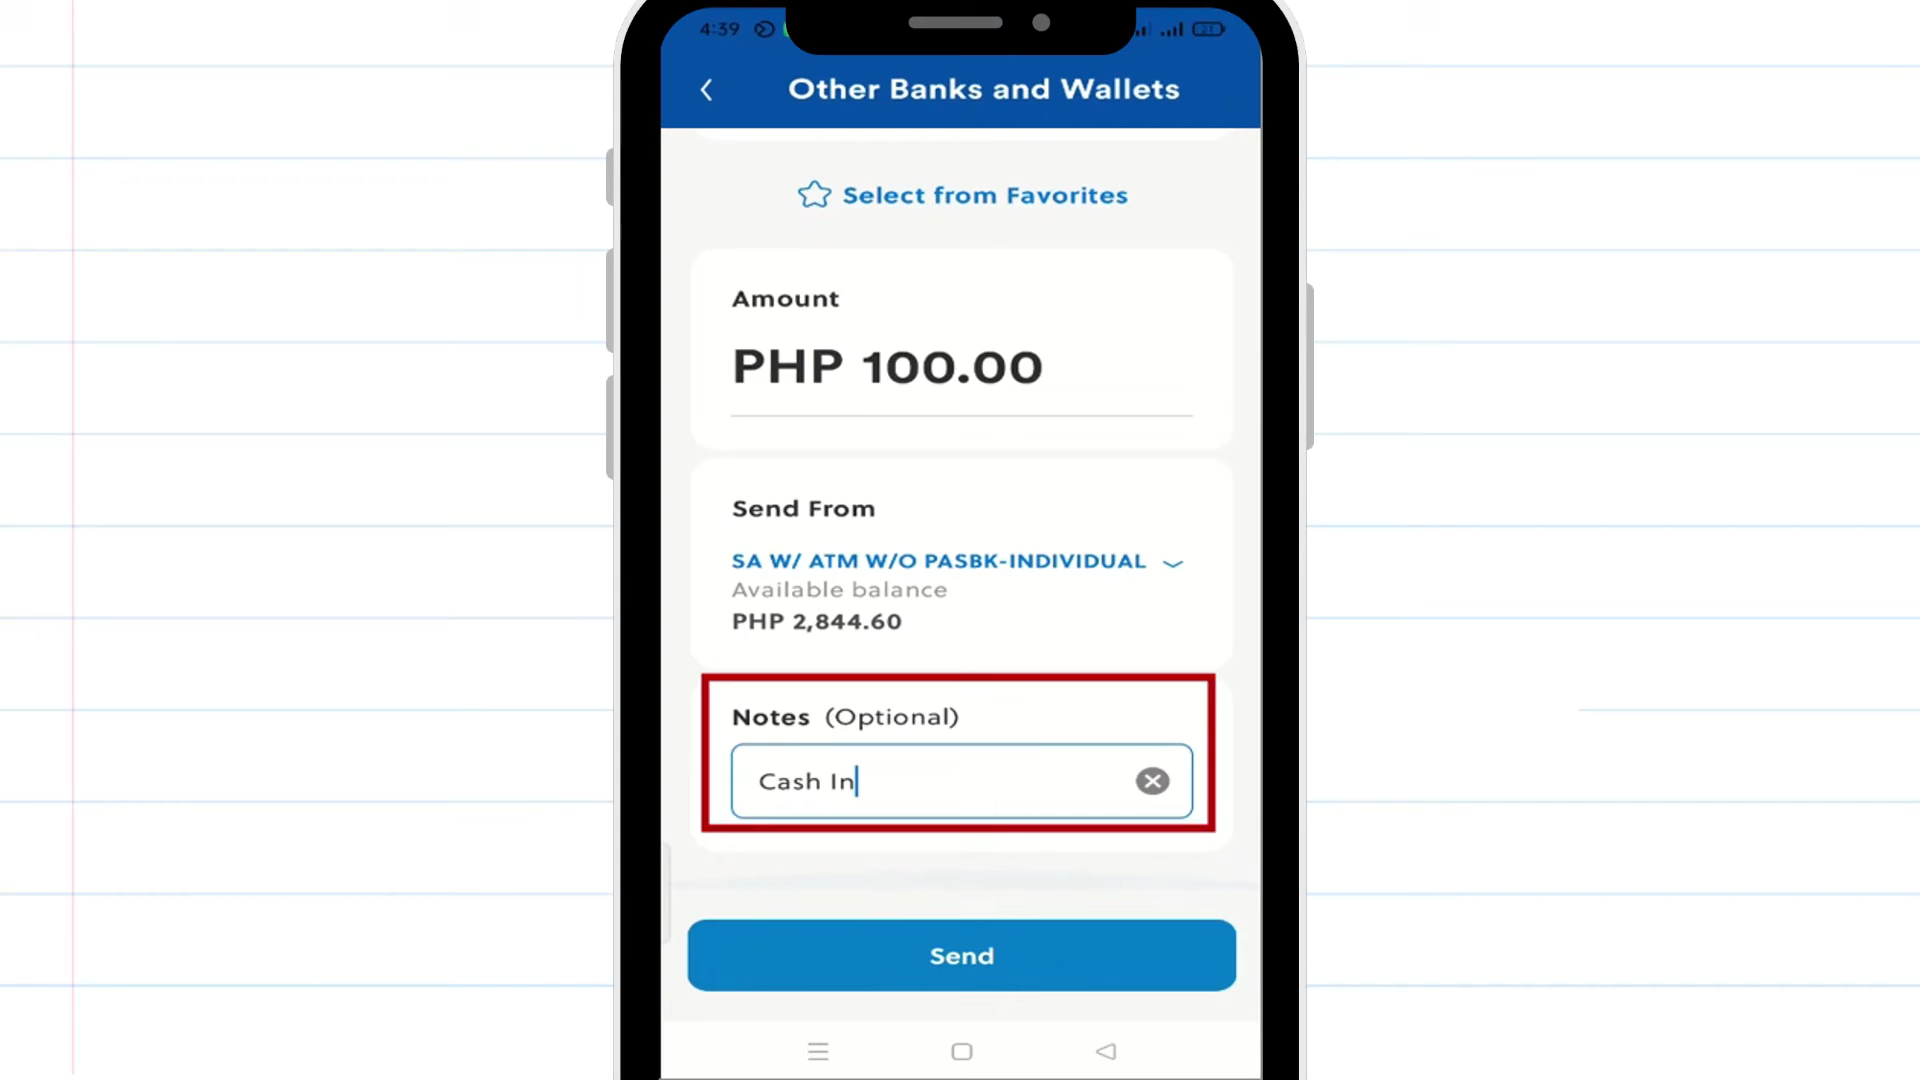 4:39
Other Banks and Wallets
Select from Favorites
Amount
PHP 100.00
Send From
SA W/ ATM W/O PASBK-INDIVIDUAL
Available balance
PHP 2,844.60
Notes (Optional)
Cash In
Send